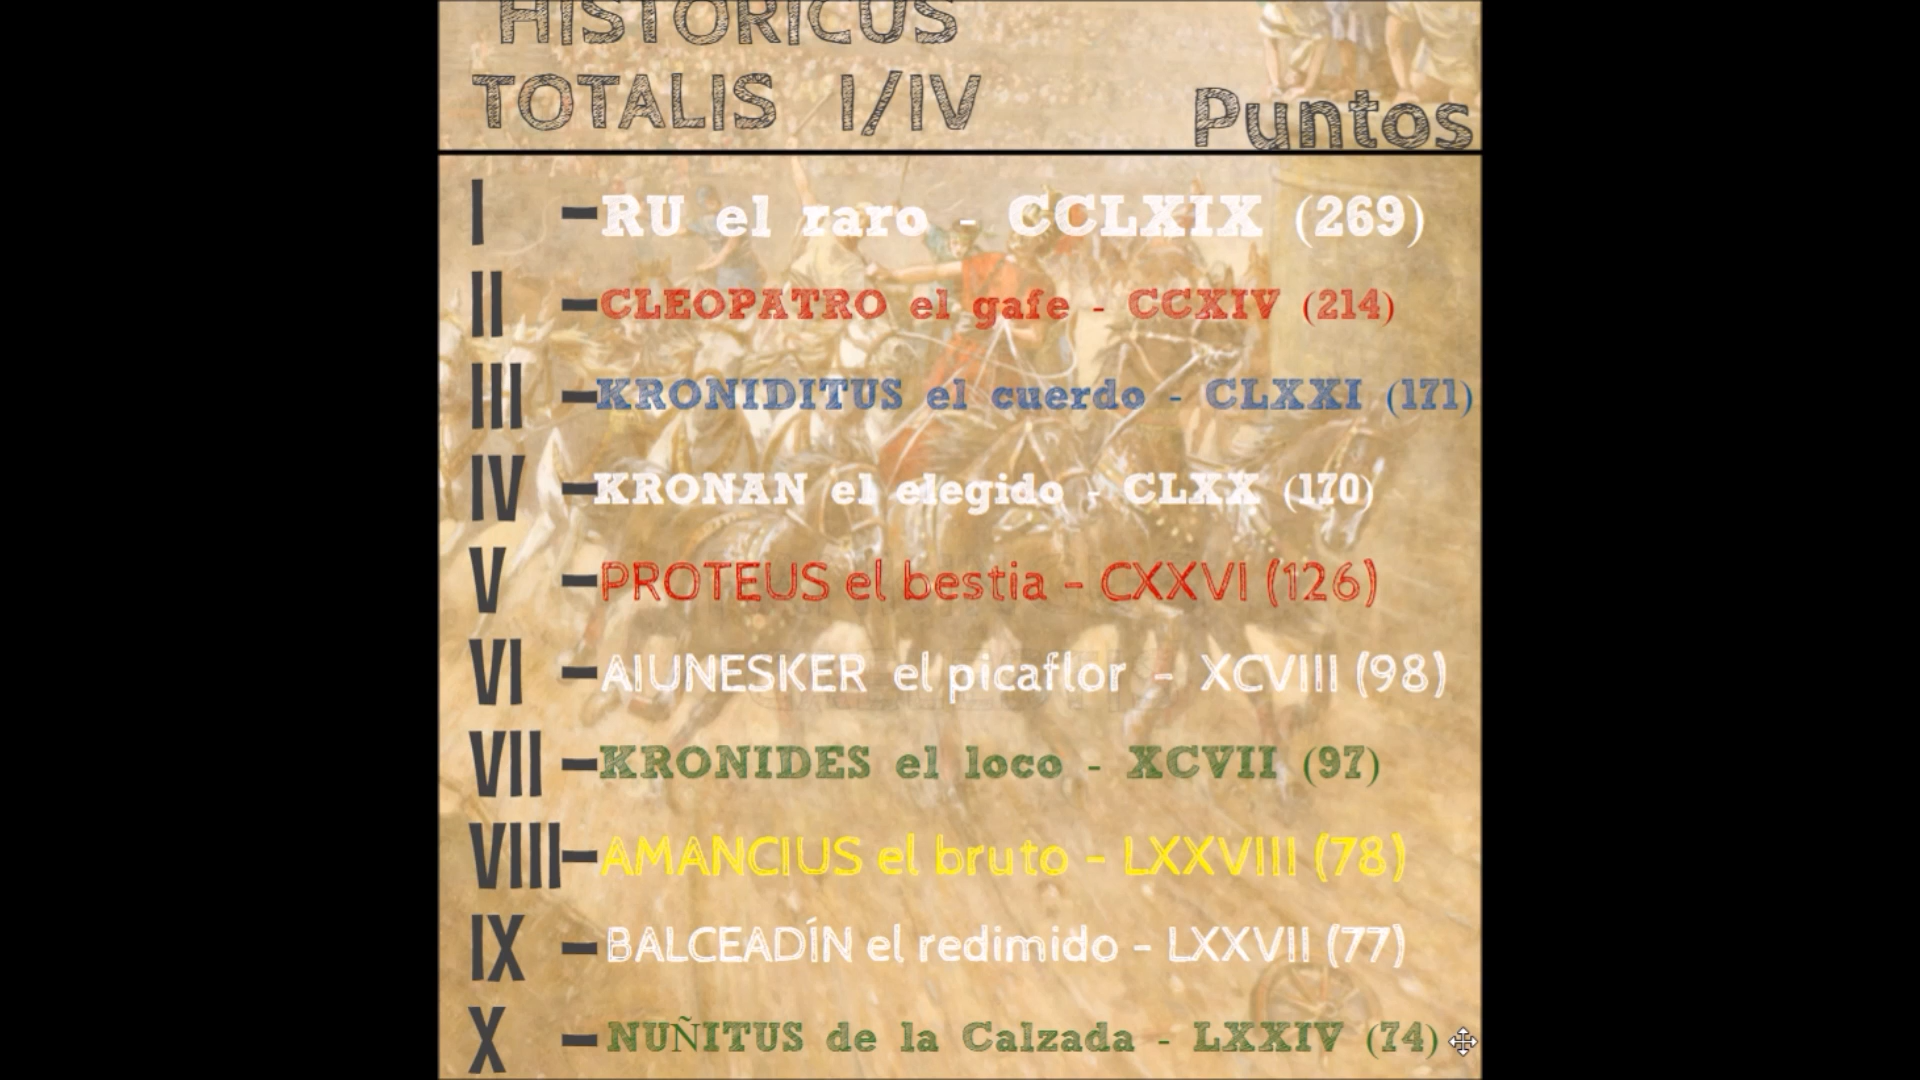 HISTORICUS
TOTALIS I/IV
Puntos
I -RU el raro - CCLXIX (269)
II -CLEOPATRO el gafe - CCXIV (214)
III -KRONIDITUS el cuerdo - CLXXI (171)
IV -KRONAN el elegido - CLXX (170)
V -PROTEUS el bestia - CXXVI (126)
VI -AIUNESKER el picaflor - XCVIII (98)
VII -KRONIDES el loco - XCVII (97)
VIII-AMANCIUS el bruto - LXXVIII (78)
IX -BALCEADÍN el redimido - LXXVII (77)
X -NUÑITUS de la Calzada - LXXIV (74)